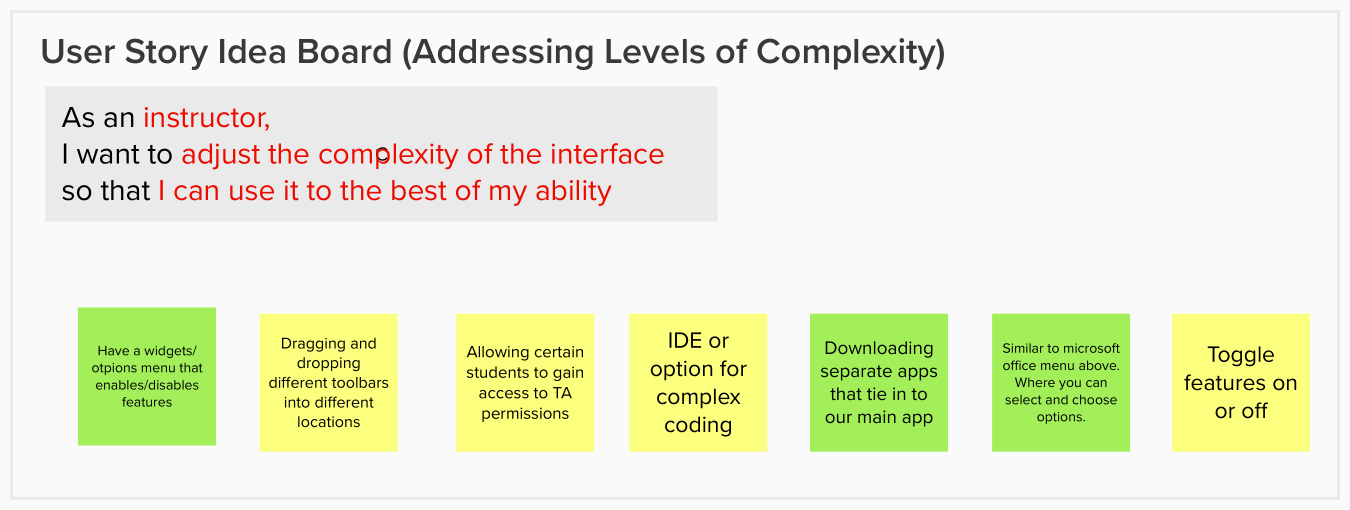 User Story Idea Board (Addressing Levels of Complexity)
As an instructor,
I want to adjust the complexity of the interface
so that I can use it to the best of my ability
Have a widgets/
otpions menu that
enables/disables
features
Dragging and
dropping
different toolbars
into different
locations
Allowing certain
students to gain
access to TA
permissions
IDE or
option for
complex
coding
Downloading
separate apps
that tie in to
our main app
Similar to microsoft
office menu above.
Where you can
select and choose
options.
Toggle
features on
or off